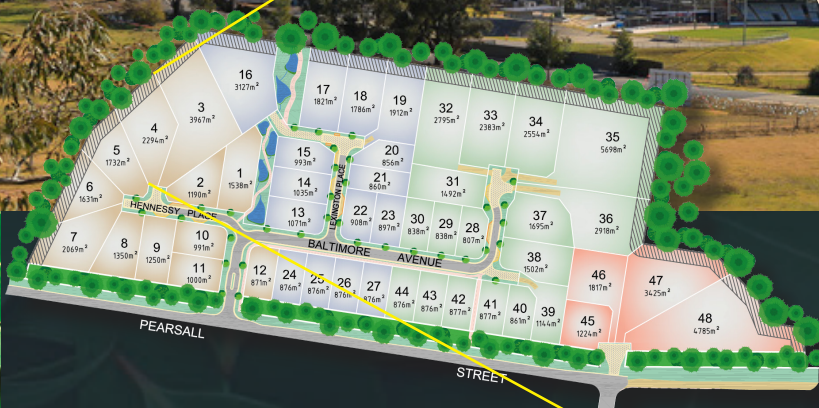 16
3127m²
3
3967m²
4
2294m²
5
1732m²
6
1631m²
7
2069m²
8
1350m²
9
1250m²
10
991m²
11
1000m²
2
1190m²
1
1538m²
HENNESSY PLACE
17
1821m²
18
1786m²
19
1912m²
15
993m²
14
1035m²
13
1071m²
LEXINGTON PLACE
20
856m²
21
860m²
22
908m²
23
897m²
32
2795m²
33
2383m²
34
2554m²
35
5698m²
31
1492m²
30
838m²
29
838m²
28
807m²
37
1695m²
36
2918m²
38
1502m²
BALTIMORE AVENUE
12
871m²
24
876m²
25
876m²
26
876m²
27
976m²
44
876m²
43
876m²
42
877m²
41
877m²
40
861m²
39
1144m²
46
1817m²
45
1224m²
47
3425m²
48
4785m²
PEARSALL STREET